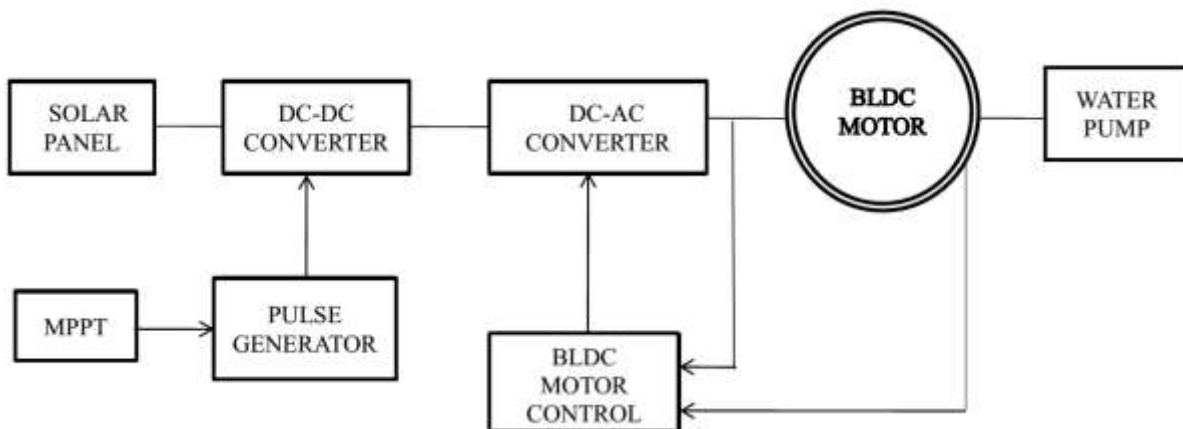 SOLAR
PANEL
DC-DC
CONVERTER
DC-AC
CONVERTER
BLDC
MOTOR
WATER
PUMP
MPPT
PULSE
GENERATOR
BLDC
MOTOR
CONTROL